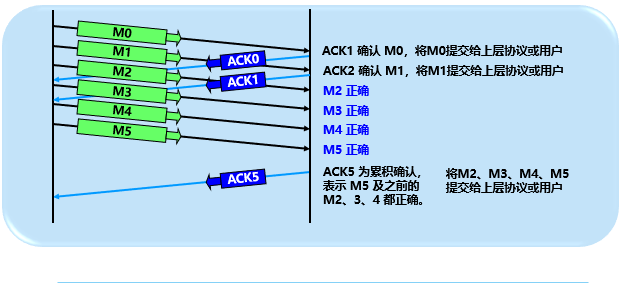 M0
M1
M2
M3
M4
M5
ACK0
ACK1
ACK5
ACK1 确认 M0，将M0提交给上层协议或用户
ACK2 确认 M1，将M1提交给上层协议或用户
M2 正确
M3 正确
M4 正确
M5 正确
ACK5 为累积确认，
表示 M5 及之前的
M2、3、4 都正确。
将M2、M3、M4、M5
提交给上层协议或用户